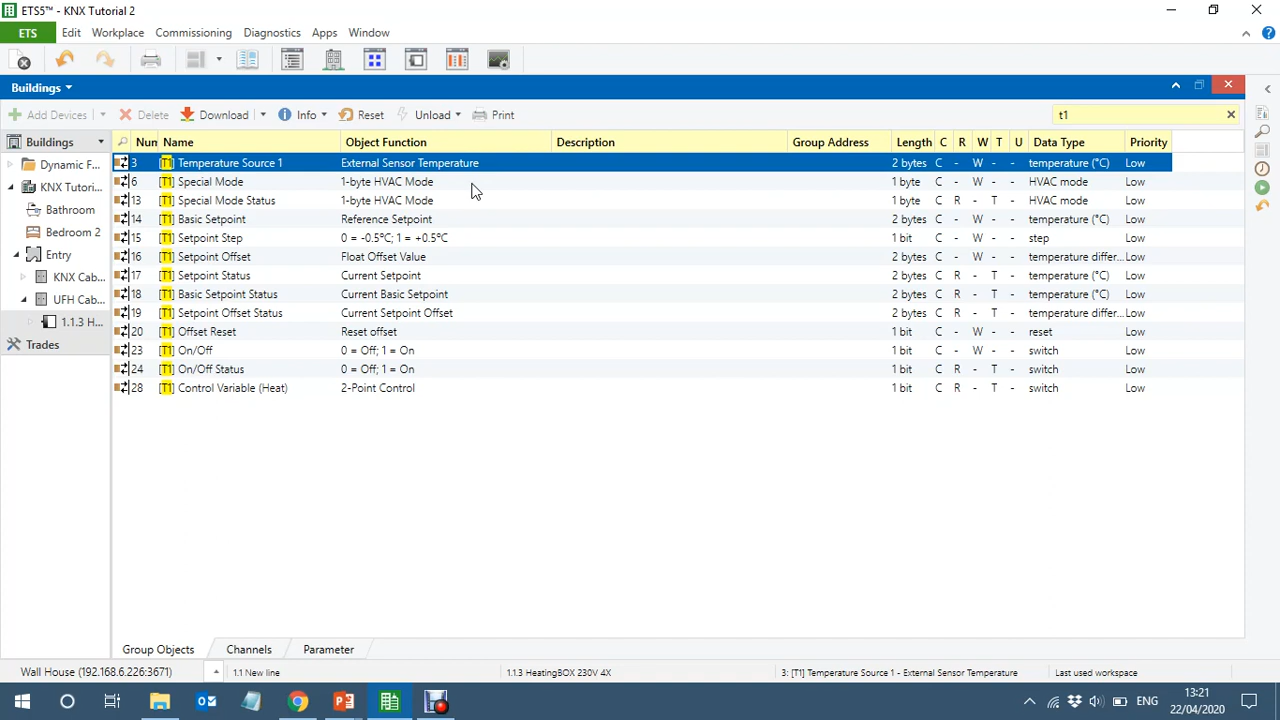 ETS5™ - KNX Tutorial 2
ETS Edit Workplace Commissioning Diagnostics Apps Window
Buildings
Add Devices Delete Download Info Reset Unload Print t1
Buildings Num Name Object Function Description Group Address Length C R W T U Data Type Priority
Dynamic F...
KNX Tutori...
Bathroom
Bedroom 2
Entry
KNX Cab...
UFH Cab...
1.1.3 H...
Trades
3 [T1] Temperature Source 1 External Sensor Temperature 2 bytes C - W - - temperature (°C) Low
6 [T1] Special Mode 1-byte HVAC Mode 1 byte C - W - - HVAC mode Low
13 [T1] Special Mode Status 1-byte HVAC Mode 1 byte C R - T - HVAC mode Low
14 [T1] Basic Setpoint Reference Setpoint 2 bytes C - W - - temperature (°C) Low
15 [T1] Setpoint Step 0 = -0.5ºC; 1 = +0.5ºC 1 bit C - W - - step Low
16 [T1] Setpoint Offset Float Offset Value 2 bytes C - W - - temperature differ... Low
17 [T1] Setpoint Status Current Setpoint 2 bytes C R - T - temperature (°C) Low
18 [T1] Basic Setpoint Status Current Basic Setpoint 2 bytes C R - T - temperature (°C) Low
19 [T1] Setpoint Offset Status Current Setpoint Offset 2 bytes C R - T - temperature differ... Low
20 [T1] Offset Reset Reset offset 1 bit C - W - - reset Low
23 [T1] On/Off 0 = Off; 1 = On 1 bit C - W - - switch Low
24 [T1] On/Off Status 0 = Off; 1 = On 1 bit C R - T - switch Low
28 [T1] Control Variable (Heat) 2-Point Control 1 bit C R - T - switch Low
Group Objects Channels Parameter
Wall House (192.168.6.226:3671) 1.1 New line 1.1.3 HeatingBOX 230V 4X 3: [T1] Temperature Source 1 - External Sensor Temperature Last used workspace
ENG
13:21
22/04/2020